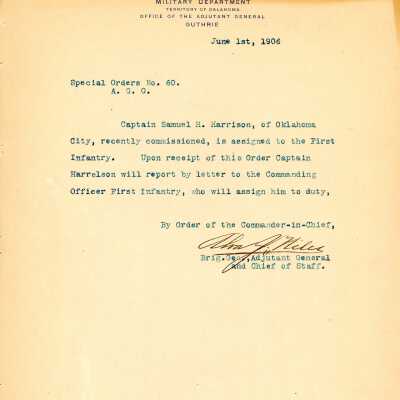 MILITARY DEPARTMENT
TERRITORY OF OKLAHOMA
OFFICE OF THE ADJUTANT GENERAL
GUTHRIE
June 1st, 1906
Special Orders No. 60.
A. G. O.
Captain Samuel H. Harrison, of Oklahoma
City, recently commissioned, is assigned to the First
Infantry. Upon receipt of this Order Captain
Harrelson will report by letter to the Commanding
Officer First Infantry, who will assign him to duty,
By Order of the Commander-in-Chief,
Alva J. Niles
Brig. Gen., Adjutant General
and Chief of Staff.